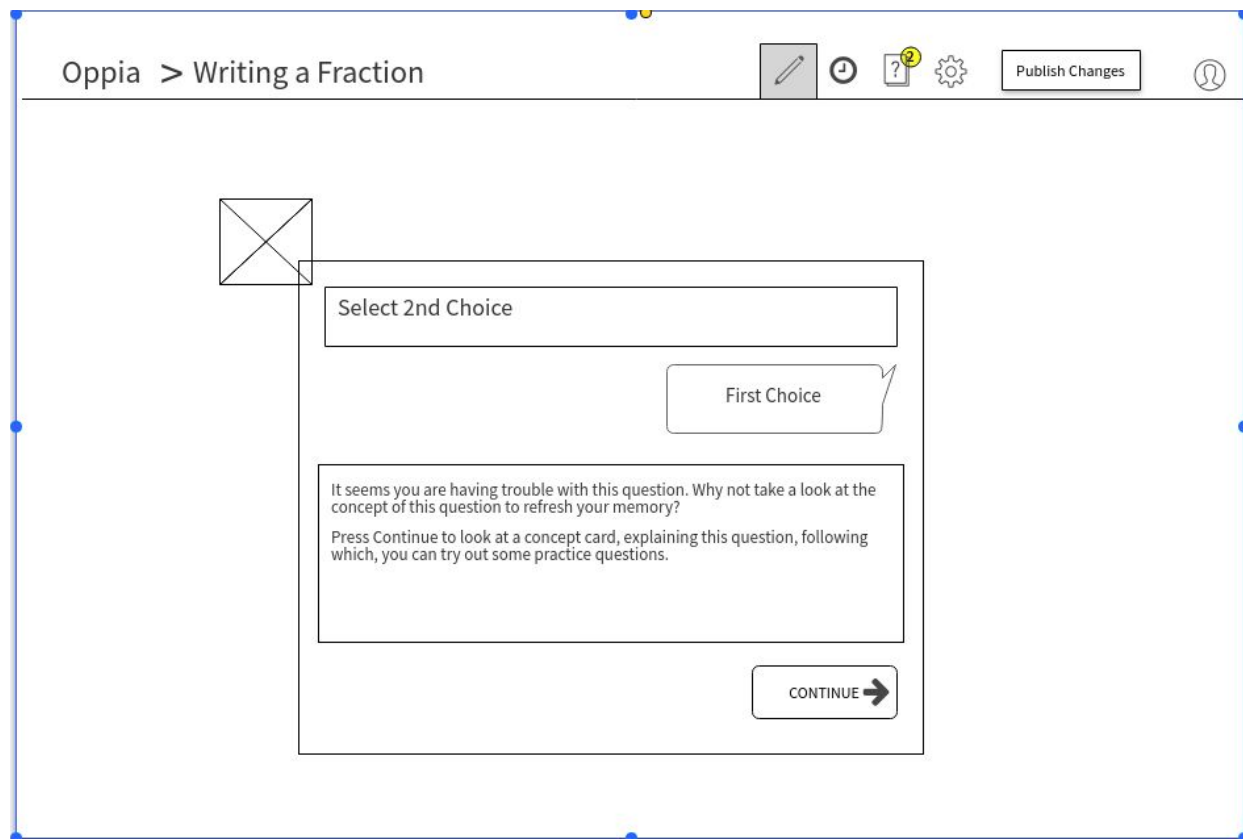 Oppia > Writing a Fraction
? 2
Publish Changes
Select 2nd Choice
First Choice
It seems you are having trouble with this question. Why not take a look at the
concept of this question to refresh your memory?
Press Continue to look at a concept card, explaining this question, following
which, you can try out some practice questions.
CONTINUE